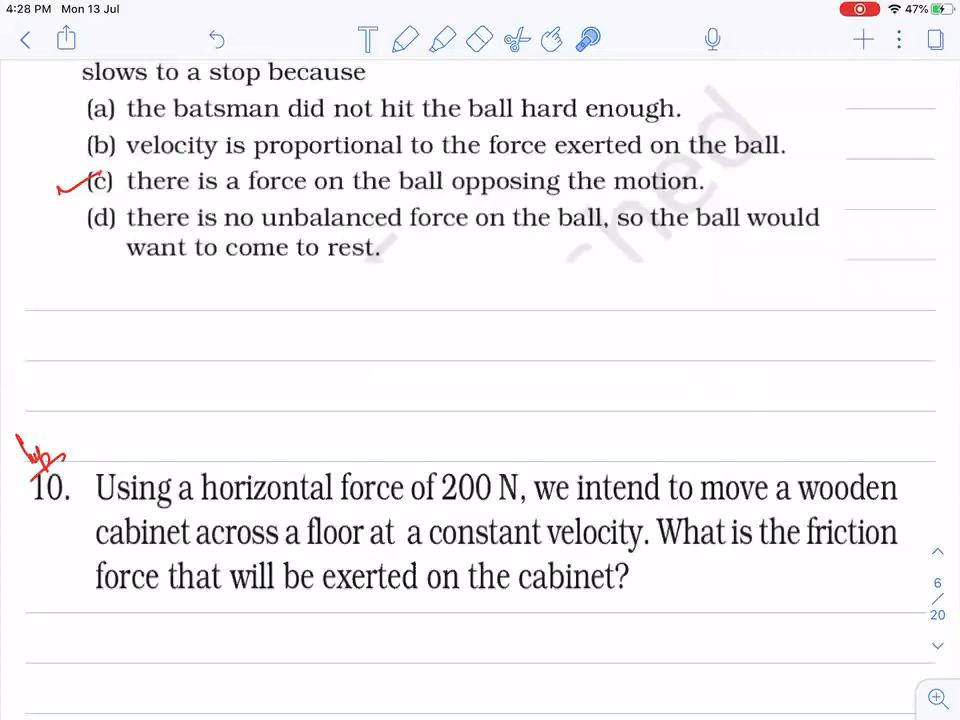 4:28 PM Mon 13 Jul
47%
T
slows to a stop because
(a) the batsman did not hit the ball hard enough.
(b) velocity is proportional to the force exerted on the ball.
(c) there is a force on the ball opposing the motion.
(d) there is no unbalanced force on the ball, so the ball would
want to come to rest.
Imp
10. Using a horizontal force of 200 N, we intend to move a wooden
cabinet across a floor at a constant velocity. What is the friction
force that will be exerted on the cabinet?
6
/
20